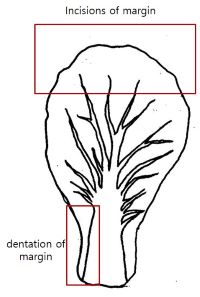 Incisions of margin
dentation of
margin